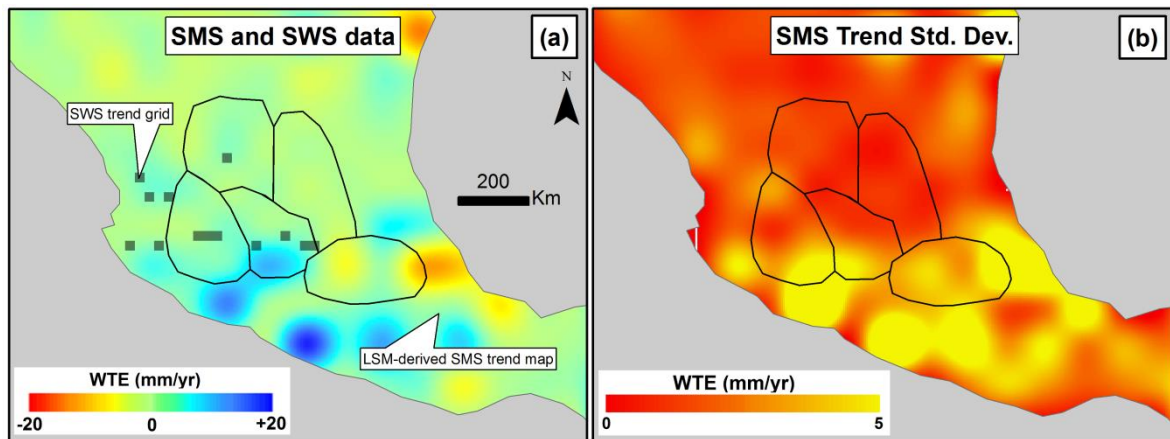 SMS and SWS data
(a)
SWS trend grid
N
200
Km
LSM-derived SMS trend map
WTE (mm/yr)
-20 0 +20
SMS Trend Std. Dev.
(b)
WTE (mm/yr)
0 5